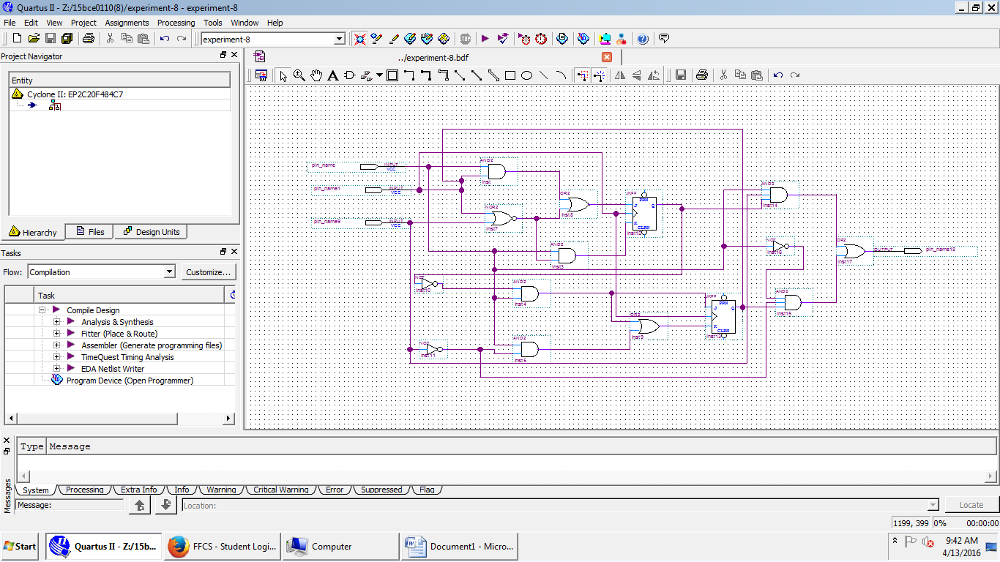 Quartus II - Z:/15bce0110(8)/experiment-8 - experiment-8
File Edit View Project Assignments Processing Tools Window Help
experiment-8
STOP
Project Navigator
../experiment-8.bdf
Entity
Cyclone II: EP2C20F484C7
Hierarchy Files Design Units
Tasks
Flow: Compilation Customize...
Task
Compile Design
Analysis & Synthesis
Fitter (Place & Route)
Assembler (Generate programming files)
TimeQuest Timing Analysis
EDA Netlist Writer
Program Device (Open Programmer)
pin_name INPUT VCC
pin_name1 INPUT VCC
pin_name9 INPUT VCC
AND2
inst
NOR2
inst7
OR2
inst8
AND2
inst3
JKFF
PRN
J Q
K
CLRN
inst12
NOT
inst10
AND2
inst4
NOT
inst11
AND2
inst5
OR2
inst9
JKFF
PRN
J Q
K
CLRN
inst13
AND3
inst14
NOT
inst16
AND3
inst15
OR2
inst17
OUTPUT pin_name18
Type Message
System Processing Extra Info Info Warning Critical Warning Error Suppressed Flag
Messages
Message: Location: Locate
1199, 399 0% 00:00:00
Start Quartus II - Z:/15b... FFCS - Student Logi... Computer Document1 - Micro... 9:42 AM
4/13/2016